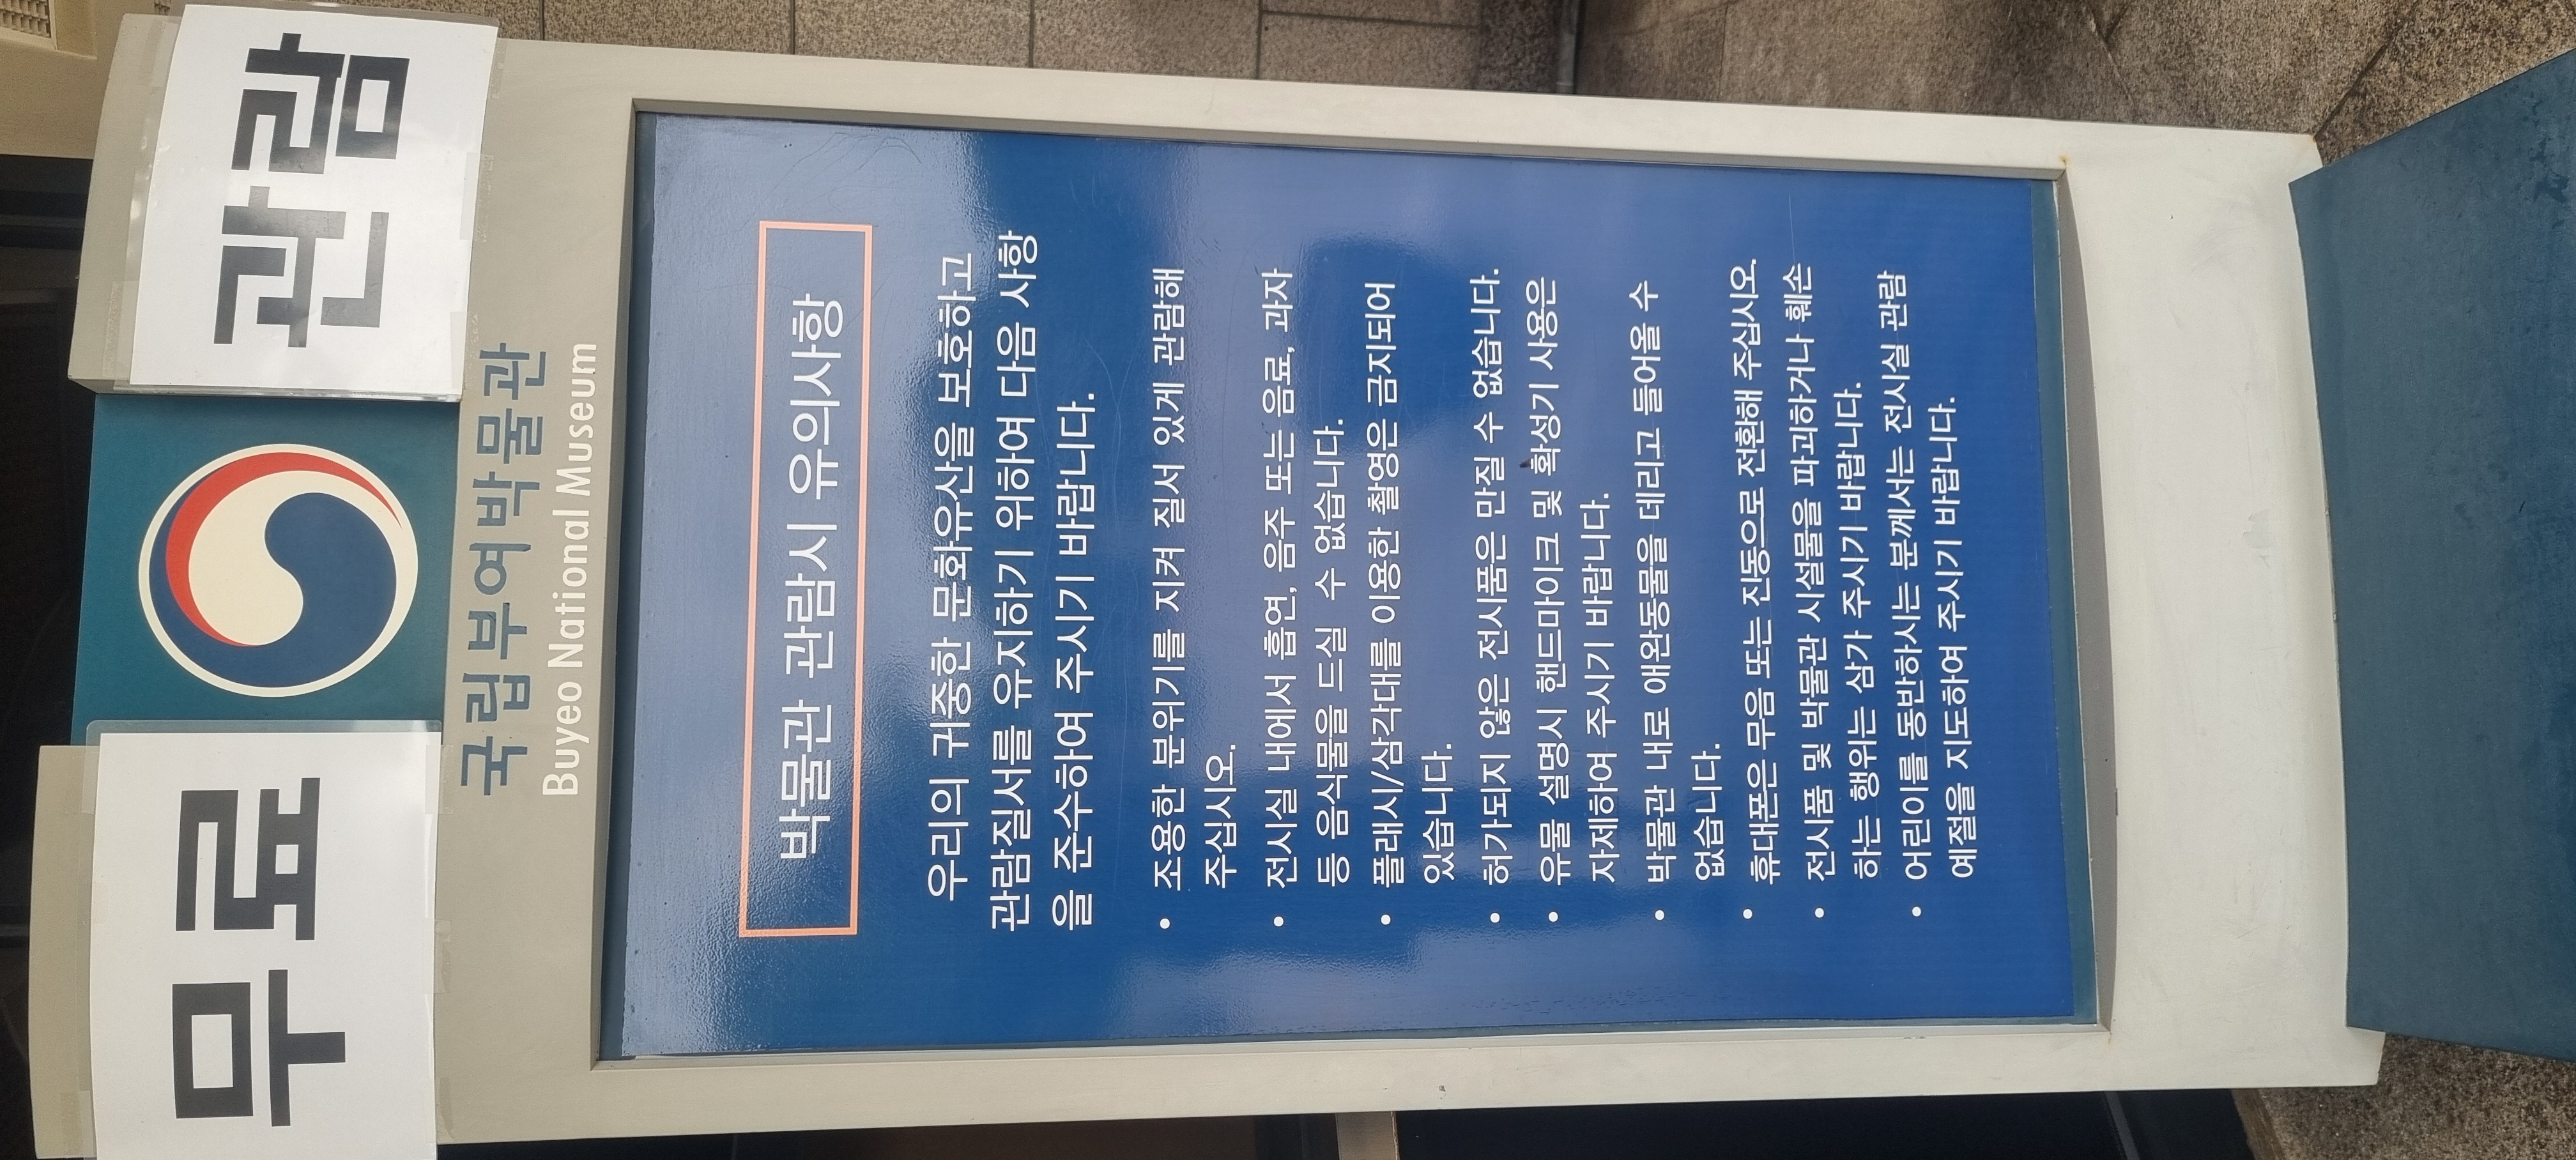 무료 관람
국립부여박물관
Buyeo National Museum
박물관 관람시 유의사항
우리의 귀중한 문화유산을 보호하고
관람질서를 유지하기 위하여 다음 사항
을 준수하여 주시기 바랍니다.
• 조용한 분위기를 지켜 질서 있게 관람해
주십시오.
• 전시실 내에서 흡연, 음주 또는 음료, 과자
등 음식물을 드실 수 없습니다.
• 플래시/삼각대를 이용한 촬영은 금지되어
있습니다.
• 허가되지 않은 전시품은 만질 수 없습니다.
• 유물 설명시 핸드마이크 및 확성기 사용은
자제하여 주시기 바랍니다.
• 박물관 내로 애완동물을 데리고 들어올 수
없습니다.
• 휴대폰은 무음 또는 진동으로 전환해 주십시오.
• 전시품 및 박물관 시설물을 파괴하거나 훼손
하는 행위는 삼가 주시기 바랍니다.
• 어린이를 동반하시는 분께서는 전시실 관람
예절을 지도하여 주시기 바랍니다.